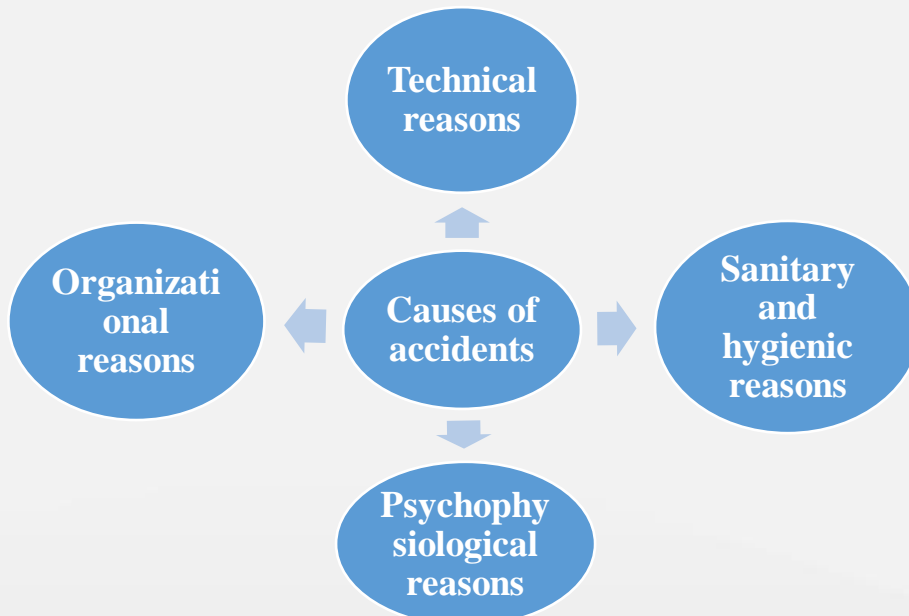 Technical
reasons
Organizati
onal
reasons
Causes of
accidents
Sanitary
and
hygienic
reasons
Psychophy
siological
reasons